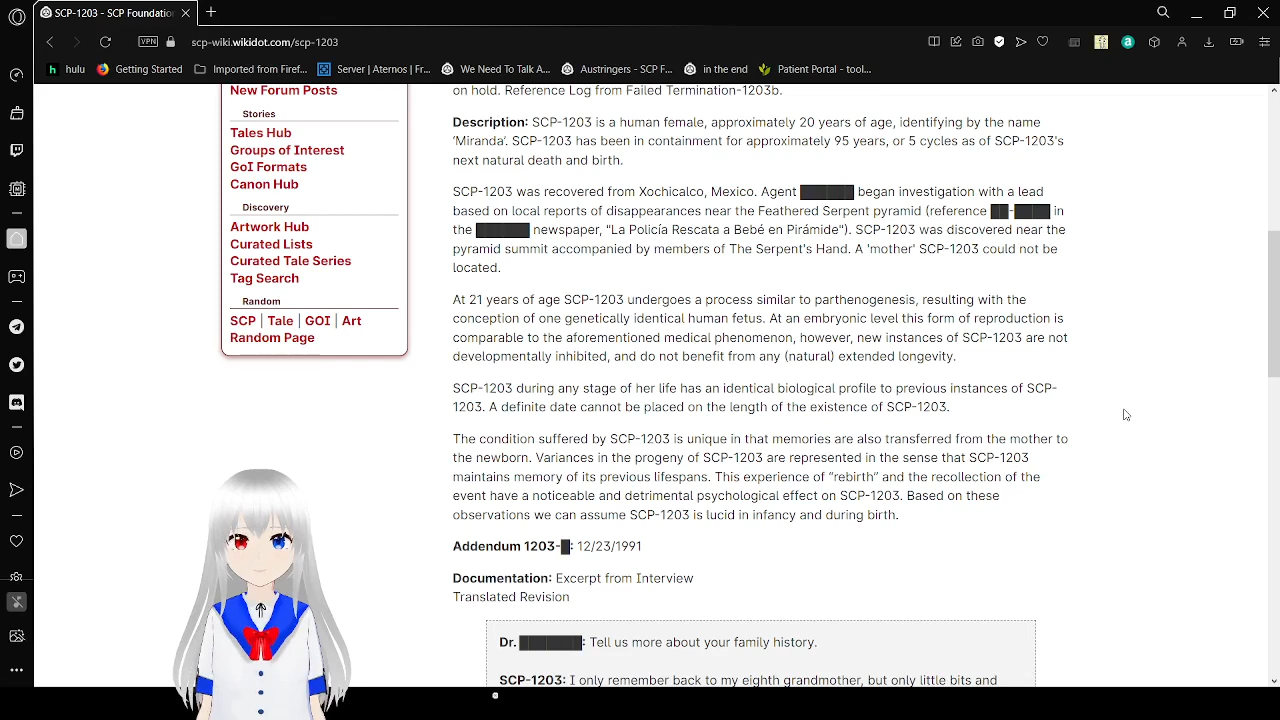 SCP-1203 - SCP Foundation
VPN
scp-wiki.wikidot.com/scp-1203
a
h hulu
Getting Started
Imported from Firef...
Server | Aternos | Fr...
We Need To Talk A...
Austringers - SCP F...
in the end
Patient Portal - tool...
New Forum Posts
Stories
Tales Hub
Groups of Interest
GoI Formats
Canon Hub
Discovery
Artwork Hub
Curated Lists
Curated Tale Series
Tag Search
Random
SCP | Tale | GOI | Art
Random Page
on hold. Reference Log from Failed Termination-1203b.
Description: SCP-1203 is a human female, approximately 20 years of age, identifying by the name
‘Miranda’. SCP-1203 has been in containment for approximately 95 years, or 5 cycles as of SCP-1203's
next natural death and birth.
SCP-1203 was recovered from Xochicalco, Mexico. Agent ██████ began investigation with a lead
based on local reports of disappearances near the Feathered Serpent pyramid (reference ██-████ in
the ██████ newspaper, "La Policía Rescata a Bebé en Pirámide"). SCP-1203 was discovered near the
pyramid summit accompanied by members of The Serpent's Hand. A 'mother' SCP-1203 could not be
located.
At 21 years of age SCP-1203 undergoes a process similar to parthenogenesis, resulting with the
conception of one genetically identical human fetus. At an embryonic level this form of reproduction is
comparable to the aforementioned medical phenomenon, however, new instances of SCP-1203 are not
developmentally inhibited, and do not benefit from any (natural) extended longevity.
SCP-1203 during any stage of her life has an identical biological profile to previous instances of SCP-
1203. A definite date cannot be placed on the length of the existence of SCP-1203.
The condition suffered by SCP-1203 is unique in that memories are also transferred from the mother to
the newborn. Variances in the progeny of SCP-1203 are represented in the sense that SCP-1203
maintains memory of its previous lifespans. This experience of “rebirth” and the recollection of the
event have a noticeable and detrimental psychological effect on SCP-1203. Based on these
observations we can assume SCP-1203 is lucid in infancy and during birth.
Addendum 1203-█: 12/23/1991
Documentation: Excerpt from Interview
Translated Revision
Dr. ███████: Tell us more about your family history.
SCP-1203: I only remember back to my eighth grandmother, but only little bits and